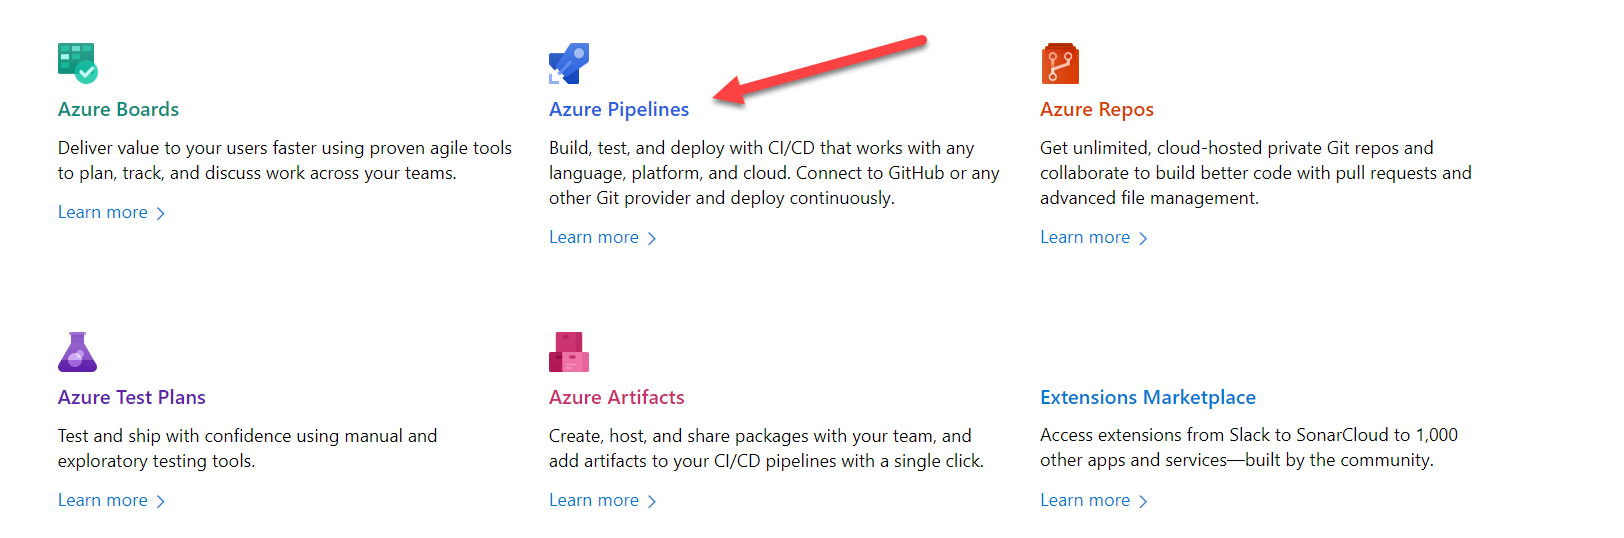 Azure Boards
Deliver value to your users faster using proven agile tools
to plan, track, and discuss work across your teams.
Learn more
Azure Pipelines
Build, test, and deploy with CI/CD that works with any
language, platform, and cloud. Connect to GitHub or any
other Git provider and deploy continuously.
Learn more
Azure Repos
Get unlimited, cloud-hosted private Git repos and
collaborate to build better code with pull requests and
advanced file management.
Learn more
Azure Test Plans
Test and ship with confidence using manual and
exploratory testing tools.
Learn more
Azure Artifacts
Create, host, and share packages with your team, and
add artifacts to your CI/CD pipelines with a single click.
Learn more
Extensions Marketplace
Access extensions from Slack to SonarCloud to 1,000
other apps and services—built by the community.
Learn more